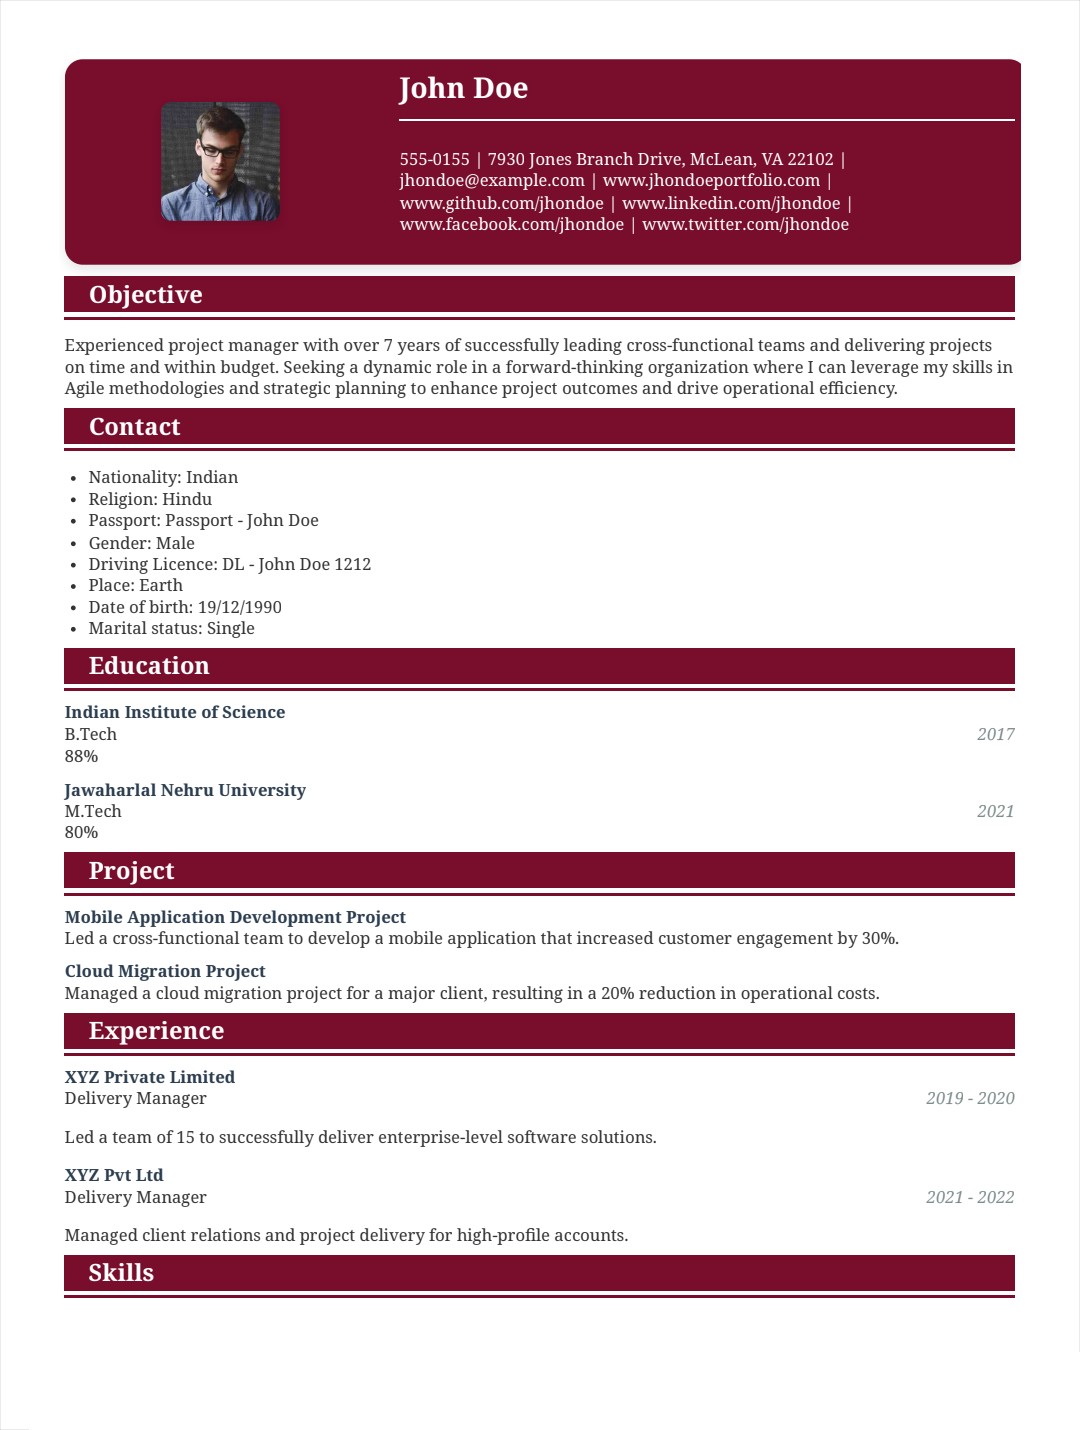 John Doe
555-0155 | 7930 Jones Branch Drive, McLean, VA 22102 |
jhondoe@example.com | www.jhondoeportfolio.com |
www.github.com/jhondoe | www.linkedin.com/jhondoe |
www.facebook.com/jhondoe | www.twitter.com/jhondoe
Objective
Experienced project manager with over 7 years of successfully leading cross-functional teams and delivering projects
on time and within budget. Seeking a dynamic role in a forward-thinking organization where I can leverage my skills in
Agile methodologies and strategic planning to enhance project outcomes and drive operational efficiency.
Contact
• Nationality: Indian
• Religion: Hindu
• Passport: Passport - John Doe
• Gender: Male
• Driving Licence: DL - John Doe 1212
• Place: Earth
• Date of birth: 19/12/1990
• Marital status: Single
Education
Indian Institute of Science
B.Tech 2017
88%
Jawaharlal Nehru University
M.Tech 2021
80%
Project
Mobile Application Development Project
Led a cross-functional team to develop a mobile application that increased customer engagement by 30%.
Cloud Migration Project
Managed a cloud migration project for a major client, resulting in a 20% reduction in operational costs.
Experience
XYZ Private Limited
Delivery Manager 2019 - 2020
Led a team of 15 to successfully deliver enterprise-level software solutions.
XYZ Pvt Ltd
Delivery Manager 2021 - 2022
Managed client relations and project delivery for high-profile accounts.
Skills